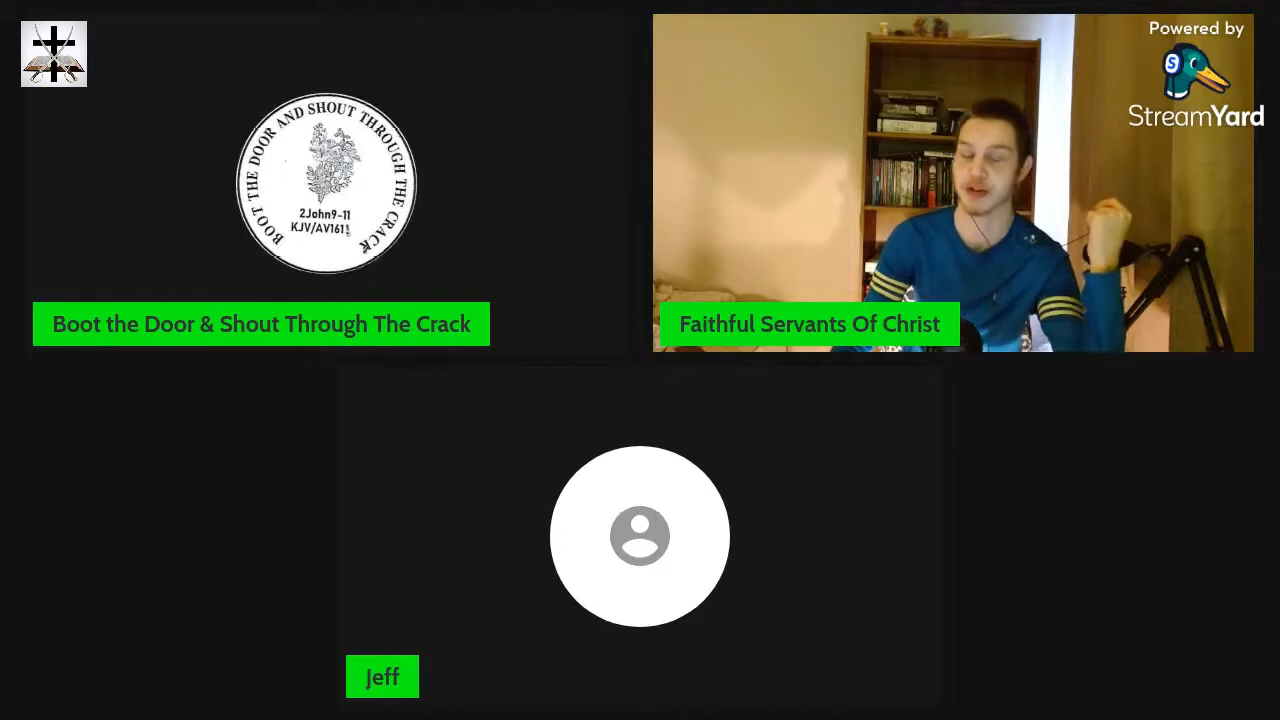 Powered by
StreamYard
S
BOOT THE DOOR AND SHOUT THROUGH THE CRACK
2John9-11
KJV/AV1611
Boot the Door & Shout Through The Crack
Faithful Servants Of Christ
Jeff